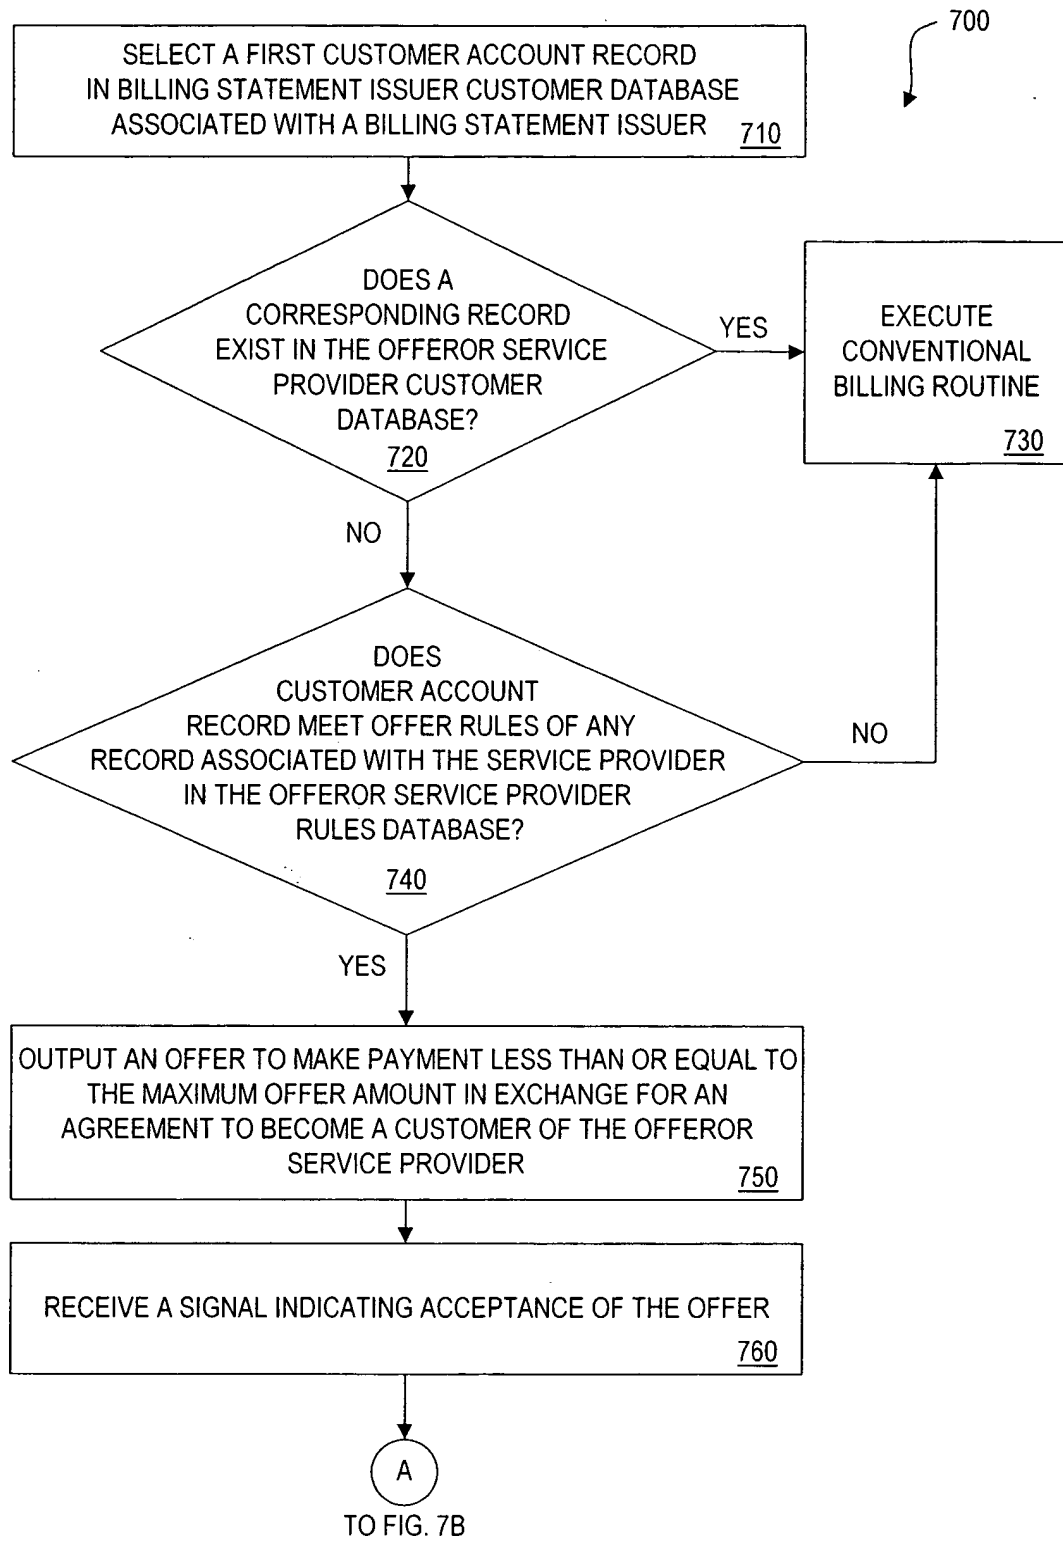 700
SELECT A FIRST CUSTOMER ACCOUNT RECORD
IN BILLING STATEMENT ISSUER CUSTOMER DATABASE
ASSOCIATED WITH A BILLING STATEMENT ISSUER
710
DOES A
CORRESPONDING RECORD
EXIST IN THE OFFEROR SERVICE
PROVIDER CUSTOMER
DATABASE?
720
YES
EXECUTE
CONVENTIONAL
BILLING ROUTINE
730
NO
DOES
CUSTOMER ACCOUNT
RECORD MEET OFFER RULES OF ANY
RECORD ASSOCIATED WITH THE SERVICE PROVIDER
IN THE OFFEROR SERVICE PROVIDER
RULES DATABASE?
740
NO
YES
OUTPUT AN OFFER TO MAKE PAYMENT LESS THAN OR EQUAL TO
THE MAXIMUM OFFER AMOUNT IN EXCHANGE FOR AN
AGREEMENT TO BECOME A CUSTOMER OF THE OFFEROR
SERVICE PROVIDER
750
RECEIVE A SIGNAL INDICATING ACCEPTANCE OF THE OFFER
760
A
TO FIG. 7B